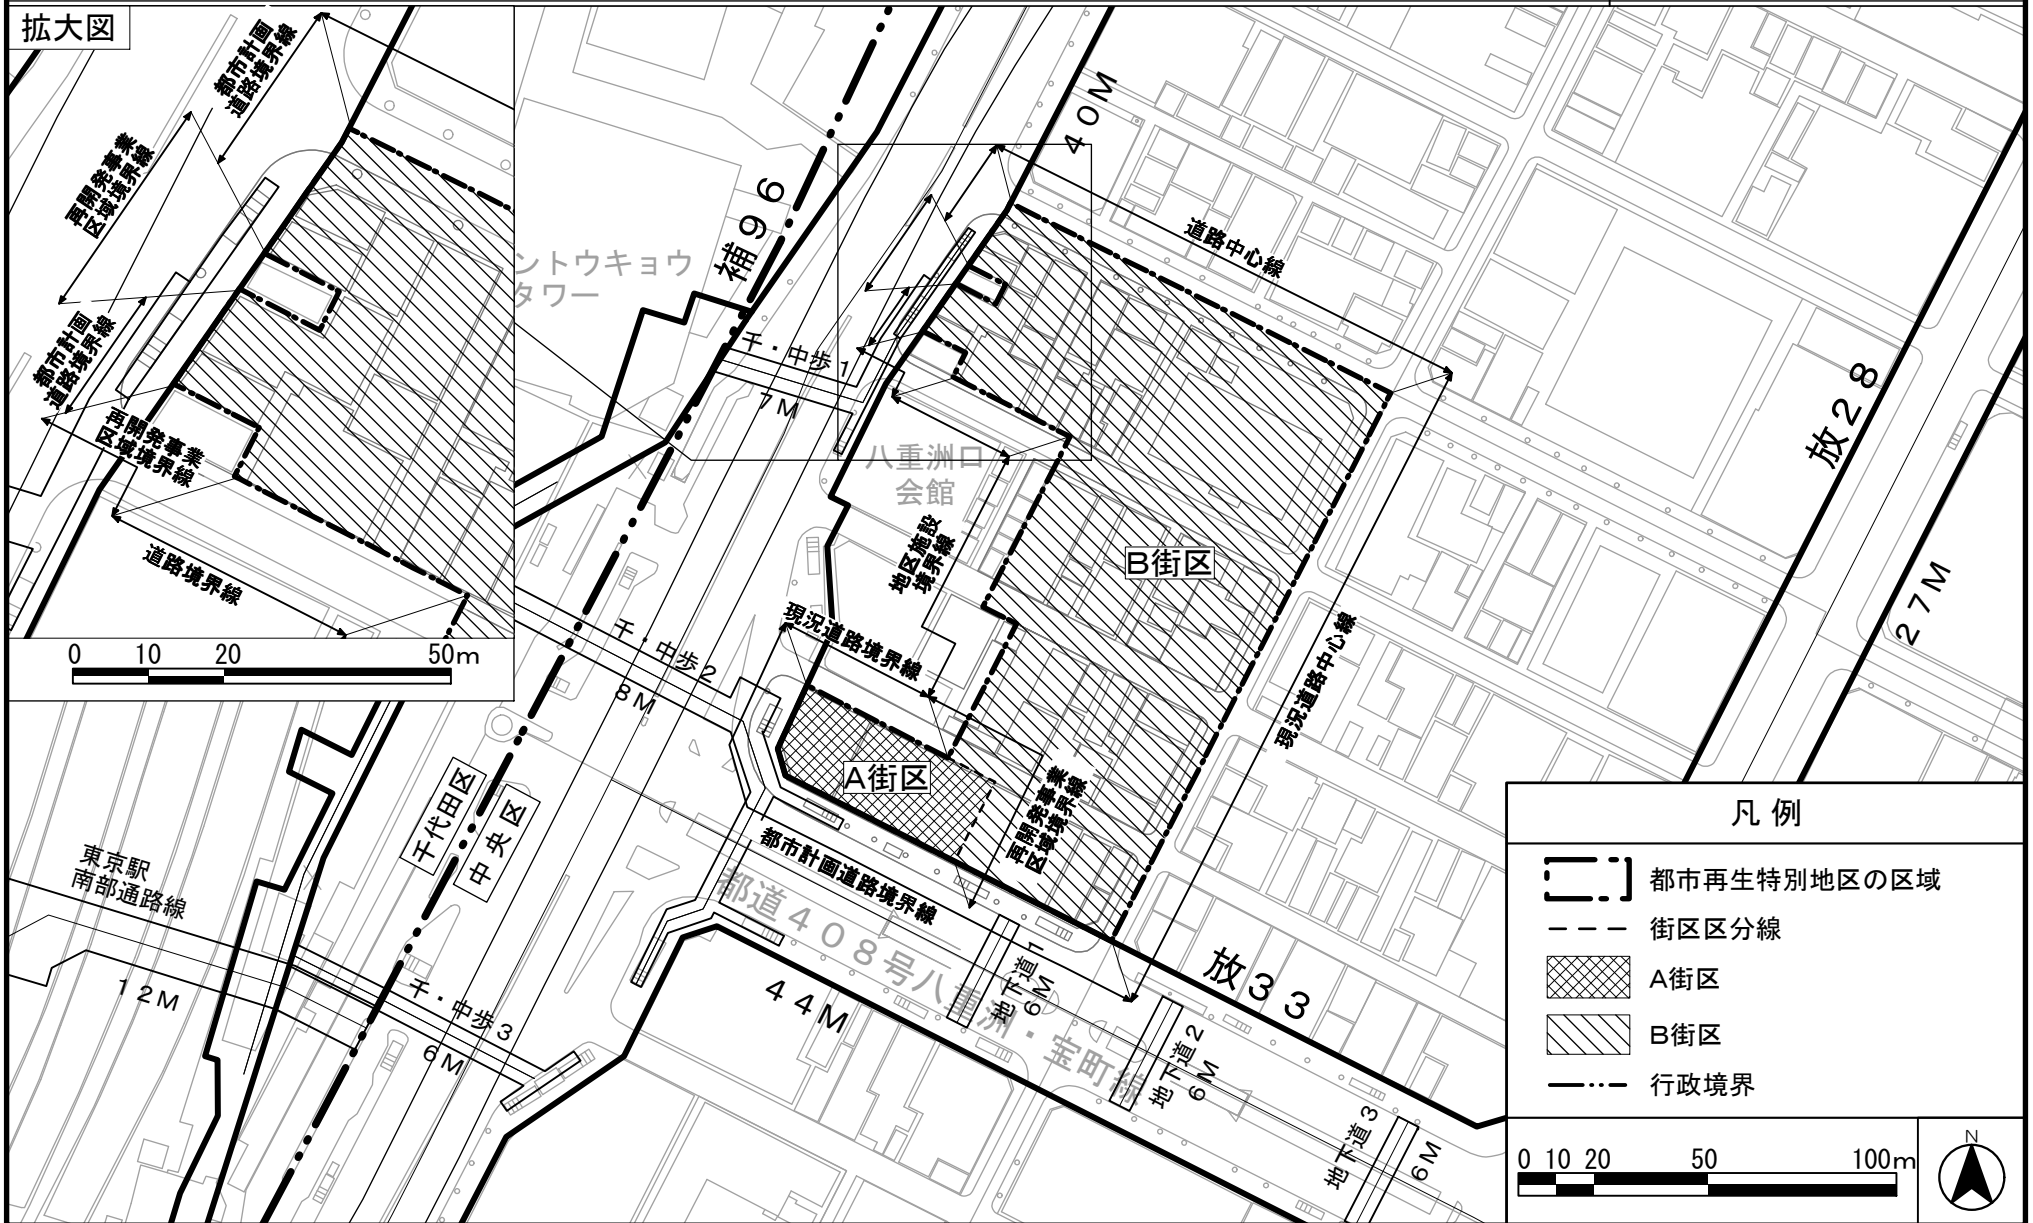 拡大図
都市計画
道路境界線
再開発事業
区域境界線
都市計画
道路境界線
再開発事業
区域境界線
道路境界線
0 10 20 50m
ントウキョウ
タワー
補96
40M
道路中心線
千・中歩1
7M
八重洲口
会館
地区施設
境界線
B街区
放28
27M
現況道路境界線
現況道路中心線
千・中歩2
8M
A街区
再開発事業
区域境界線
千代田区
中央区
都市計画道路境界線
都道408号八重洲・宝町線
東京駅
南部通路線
12M
千・中歩3
6M
44M
放33
地下道1
6M
地下道2
6M
地下道3
6M
凡例
都市再生特別地区の区域
街区区分線
A街区
B街区
行政境界
0 10 20 50 100m
N